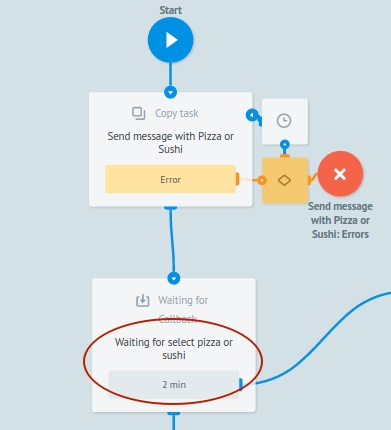 Start
Copy task
Send message with Pizza or
Sushi
Error
Send message
with Pizza or
Sushi: Errors
Waiting for
Callback
Waiting for select pizza or
sushi
2 min